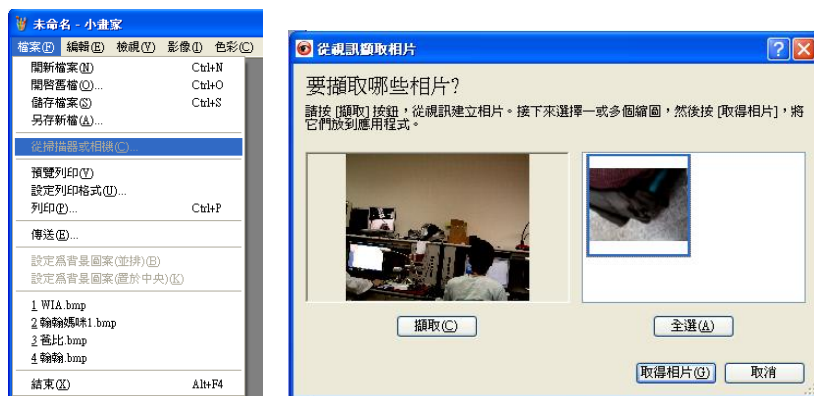 未命名 - 小畫家
檔案(F) 編輯(E) 檢視(V) 影像(I) 色彩(C)
開新檔案(N) Ctrl+N
開啓舊檔(O)... Ctrl+O
儲存檔案(S) Ctrl+S
另存新檔(A)...
從掃描器或相機(C)...
預覽列印(V)
設定列印格式(U)...
列印(P)... Ctrl+P
傳送(E)...
設定爲背景圖案(並排)(B)
設定爲背景圖案(置於中央)(K)
1 WIA.bmp
2 翰翰媽咪1.bmp
3 爸比.bmp
4 翰翰.bmp
結束(X) Alt+F4
從視訊擷取相片
要擷取哪些相片?
請按 [擷取] 按鈕，從視訊建立相片。接下來選擇一或多個縮圖，然後按 [取得相片]，將
它們放到應用程式。
擷取(C)
全選(A)
取得相片(G)
取消